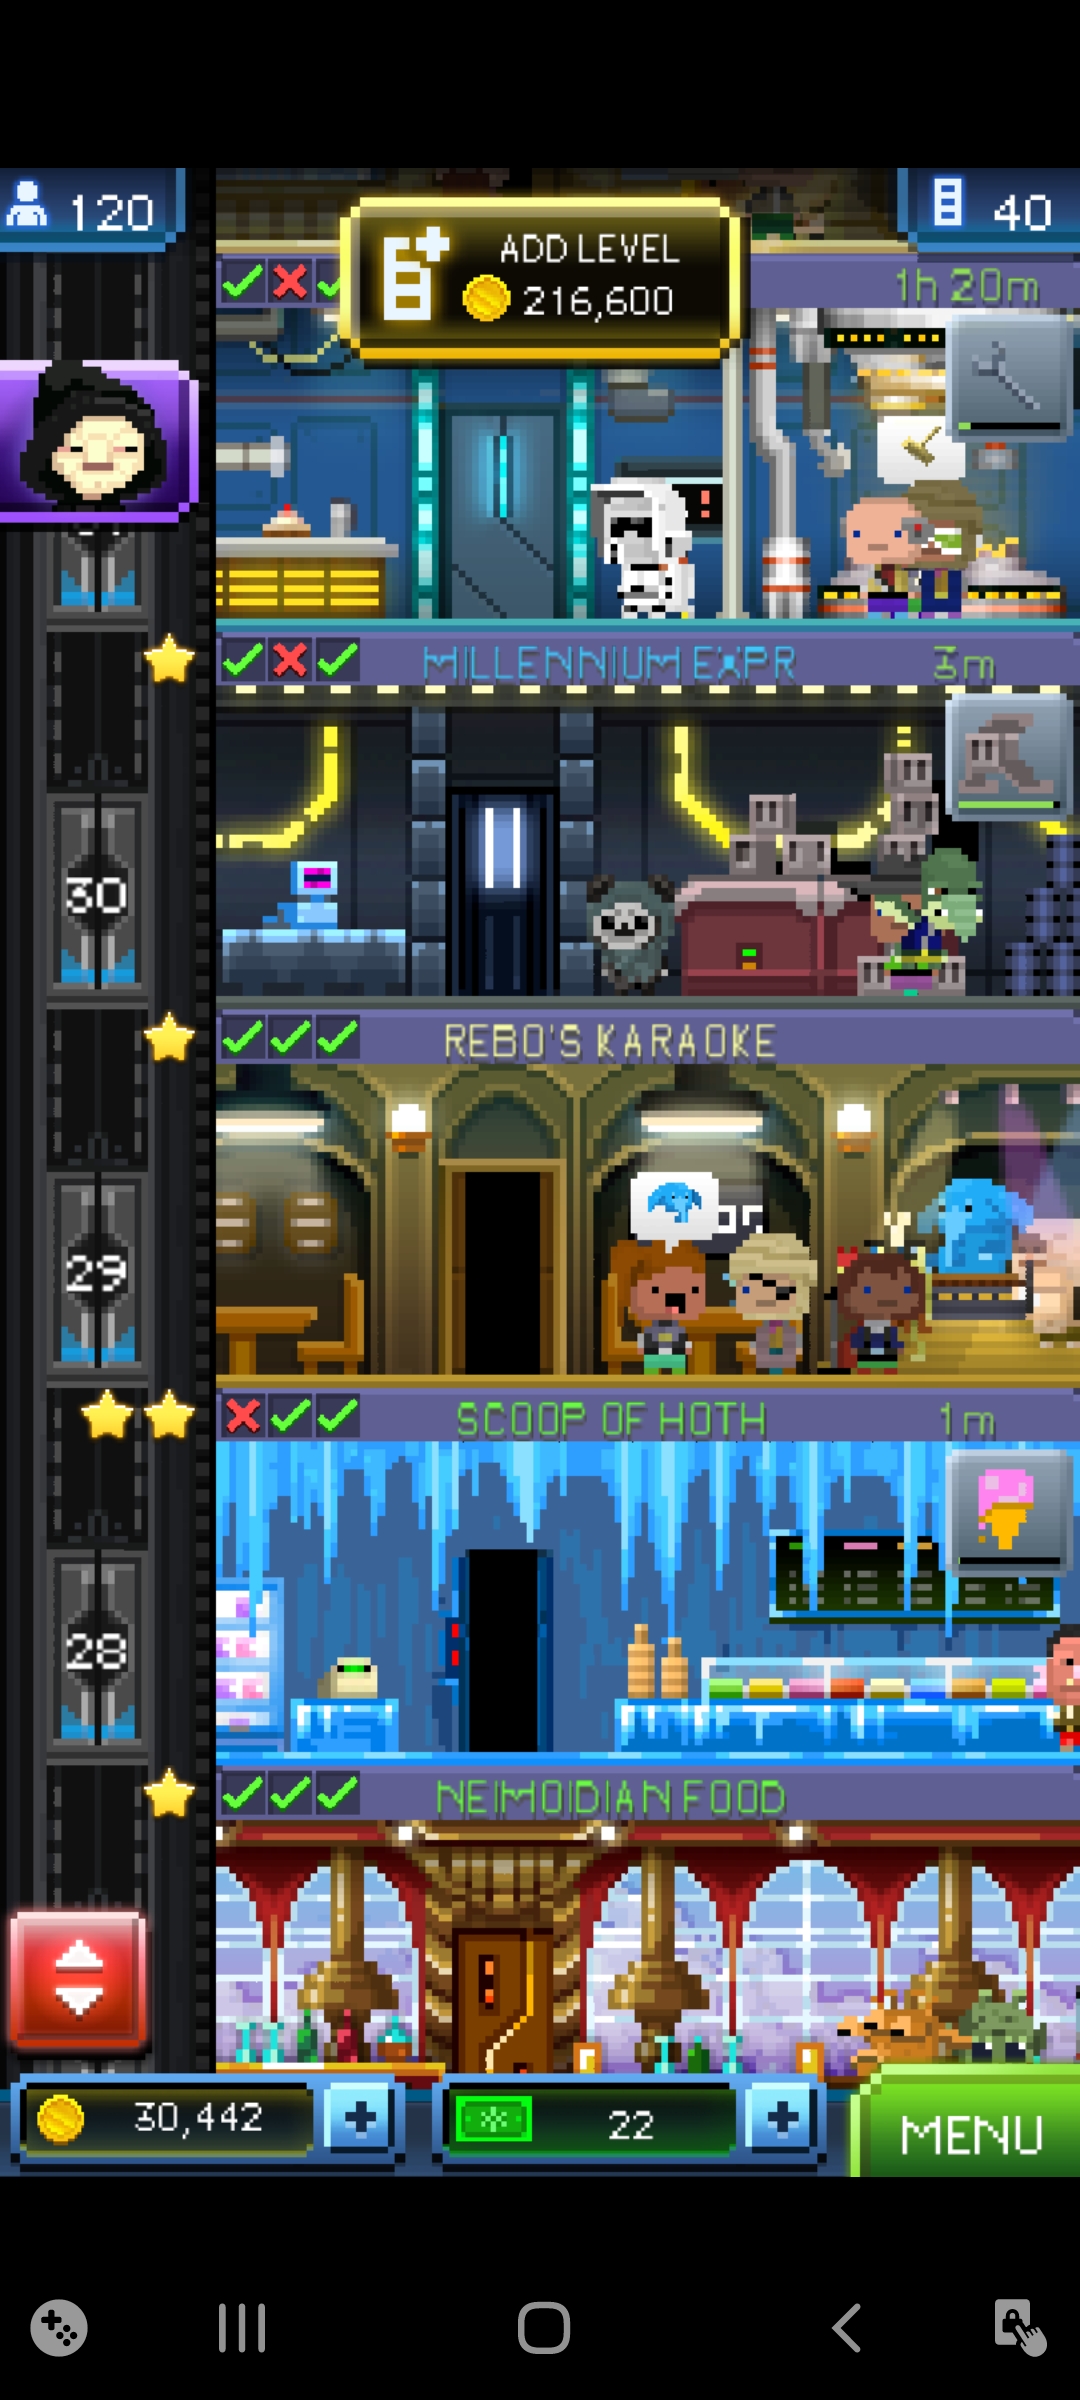 120
40
ADD LEVEL
216,600
1h 20m
MILLENNIUM EXPR
3m
30
REBO'S KARAOKE
29
SCOOP OF HOTH
1m
28
NEIMOIDIAN FOOD
30,442
22
MENU